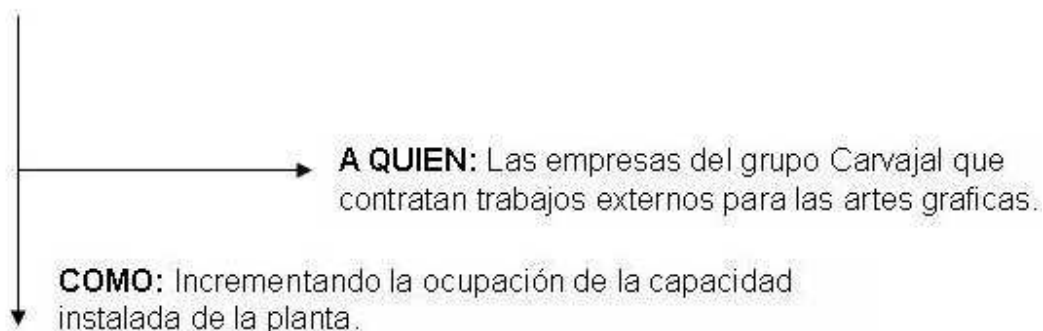 A QUIEN: Las empresas del grupo Carvajal que
contratan trabajos externos para las artes graficas.
COMO: Incrementando la ocupación de la capacidad
instalada de la planta.